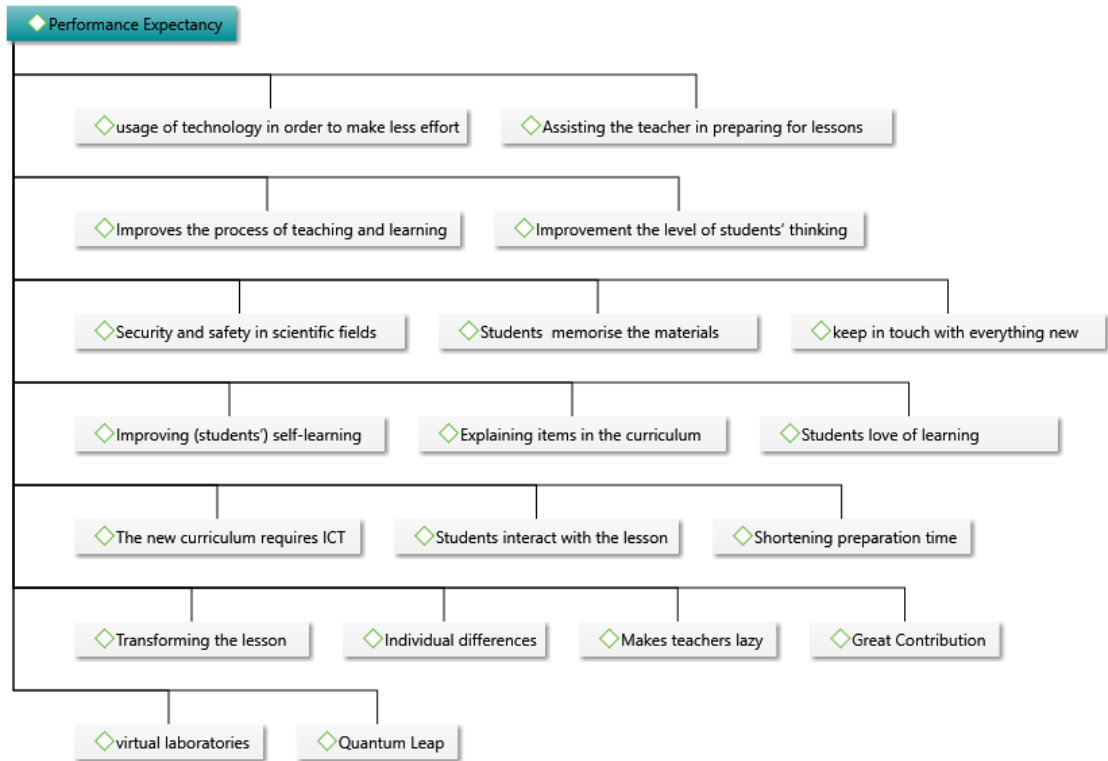 Performance Expectancy
usage of technology in order to make less effort
Assisting the teacher in preparing for lessons
Improves the process of teaching and learning
Improvement the level of students’ thinking
Security and safety in scientific fields
Students  memorise the materials
keep in touch with everything new
Improving (students’) self-learning
Explaining items in the curriculum
Students love of learning
The new curriculum requires ICT
Students interact with the lesson
Shortening preparation time
Transforming the lesson
Individual differences
Makes teachers lazy
Great Contribution
virtual laboratories
Quantum Leap